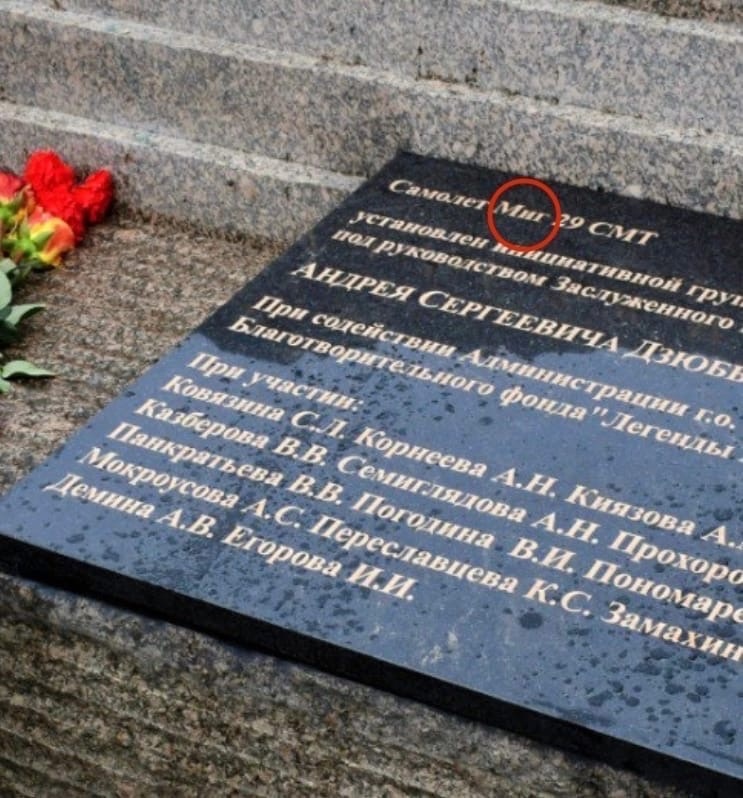 Самолет Миг 29 СМТ
установлен инициативной
под руководством Заслуженного
АНДРЕЯ СЕРГЕЕВИЧА
При содействии Администрации г.о.
Благотворительного фонда "Легенды
При участии:
Ковязина С.Л. Корнеева А.Н. Киязова
Казберова В.В. Семиглядова А.Н.
Панкратьева В.В. Погодина В.И.
Мокроусова А.С. Переславцева К.С.
Демина А.В. Егорова И.И.